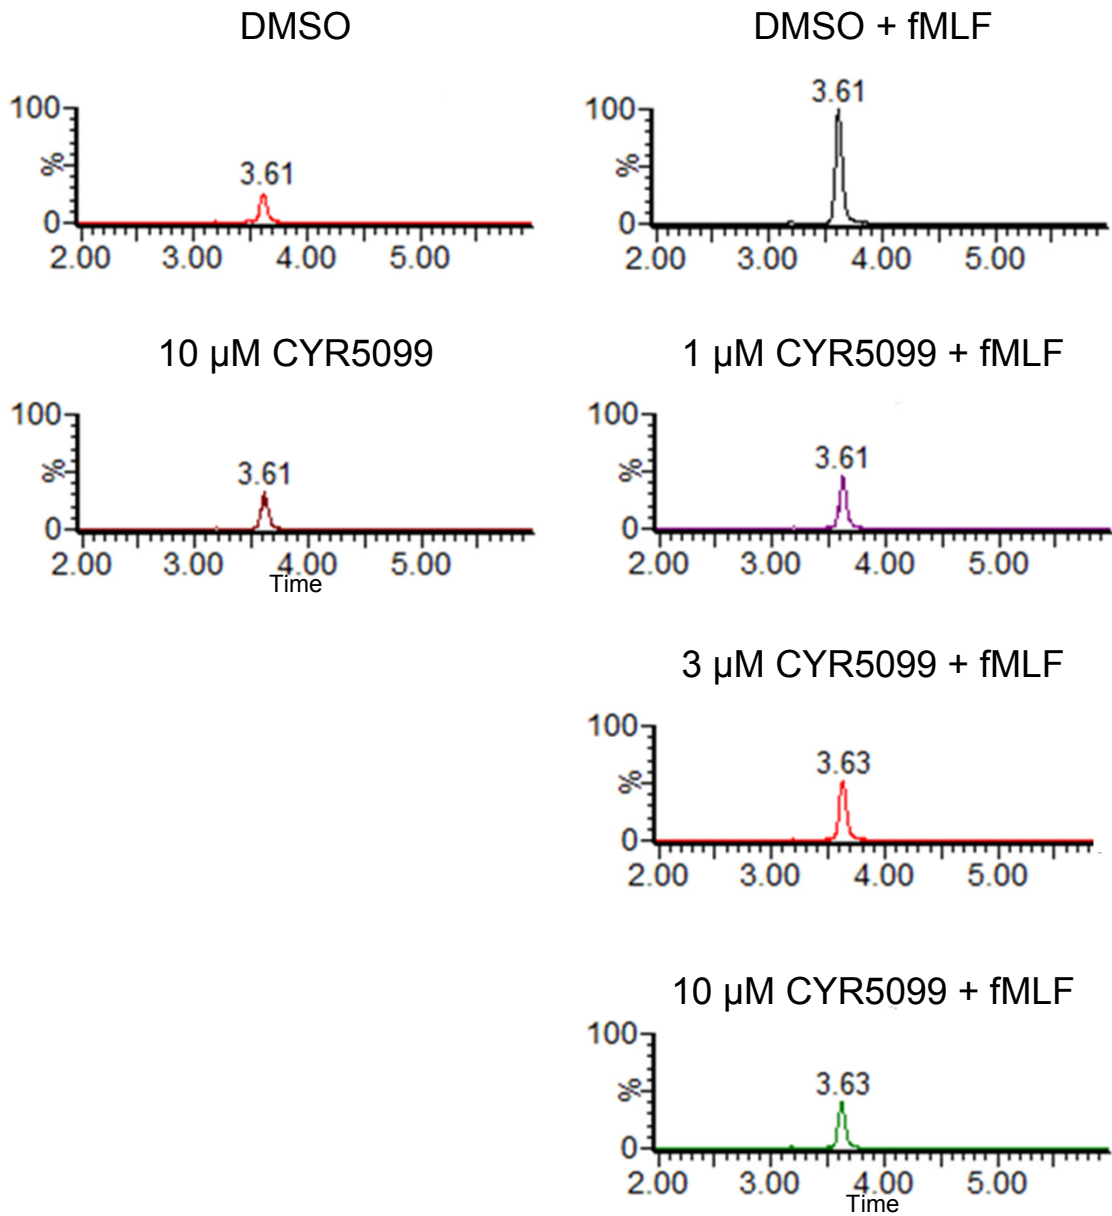 DMSO
100
%
3.61
0
2.00 3.00 4.00 5.00
DMSO + fMLF
100
%
3.61
0
2.00 3.00 4.00 5.00
10 µM CYR5099
100
%
3.61
0
2.00 3.00 4.00 5.00
Time
1 µM CYR5099 + fMLF
100
%
3.61
0
2.00 3.00 4.00 5.00
3 µM CYR5099 + fMLF
100
%
3.63
0
2.00 3.00 4.00 5.00
10 µM CYR5099 + fMLF
100
%
3.63
0
2.00 3.00 4.00 5.00
Time